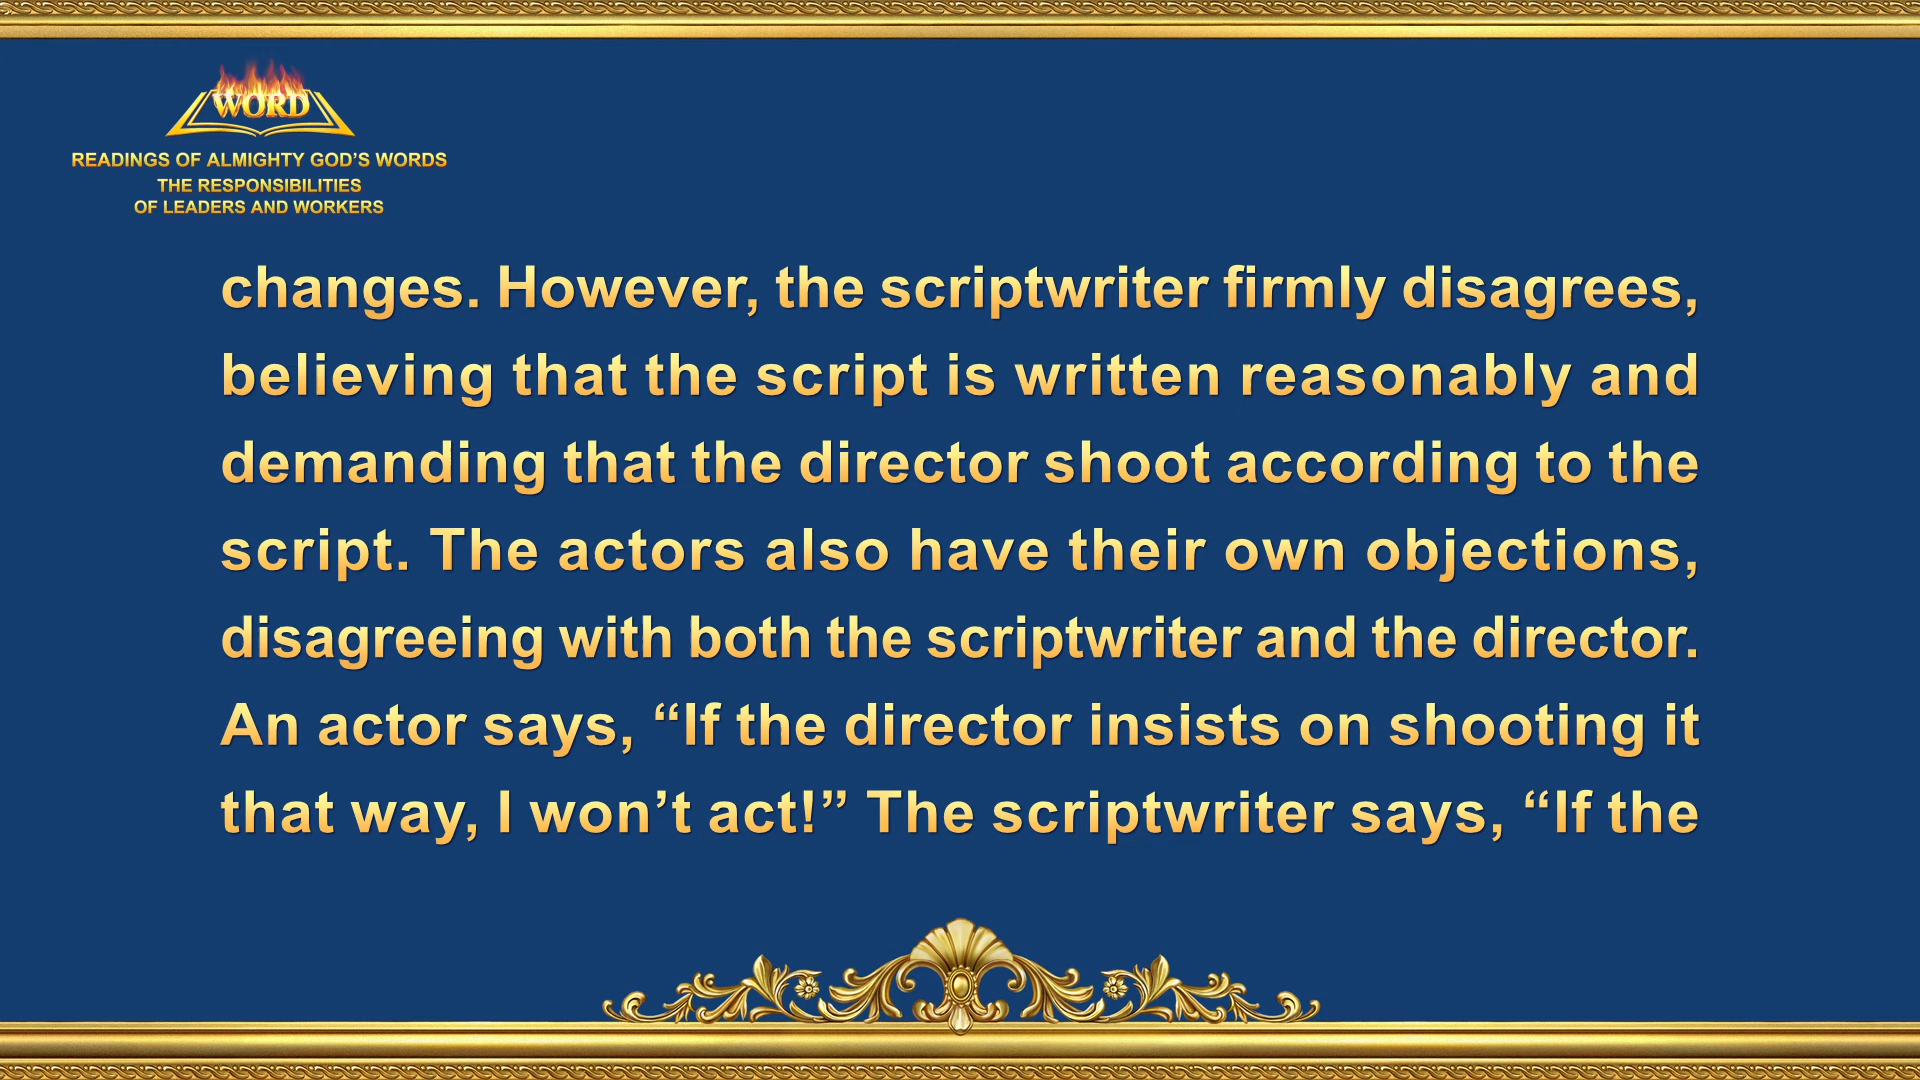 WORD
READINGS OF ALMIGHTY GOD’S WORDS
THE RESPONSIBILITIES
OF LEADERS AND WORKERS
changes. However, the scriptwriter firmly disagrees,
believing that the script is written reasonably and
demanding that the director shoot according to the
script. The actors also have their own objections,
disagreeing with both the scriptwriter and the director.
An actor says, “If the director insists on shooting it
that way, I won’t act!” The scriptwriter says, “If the